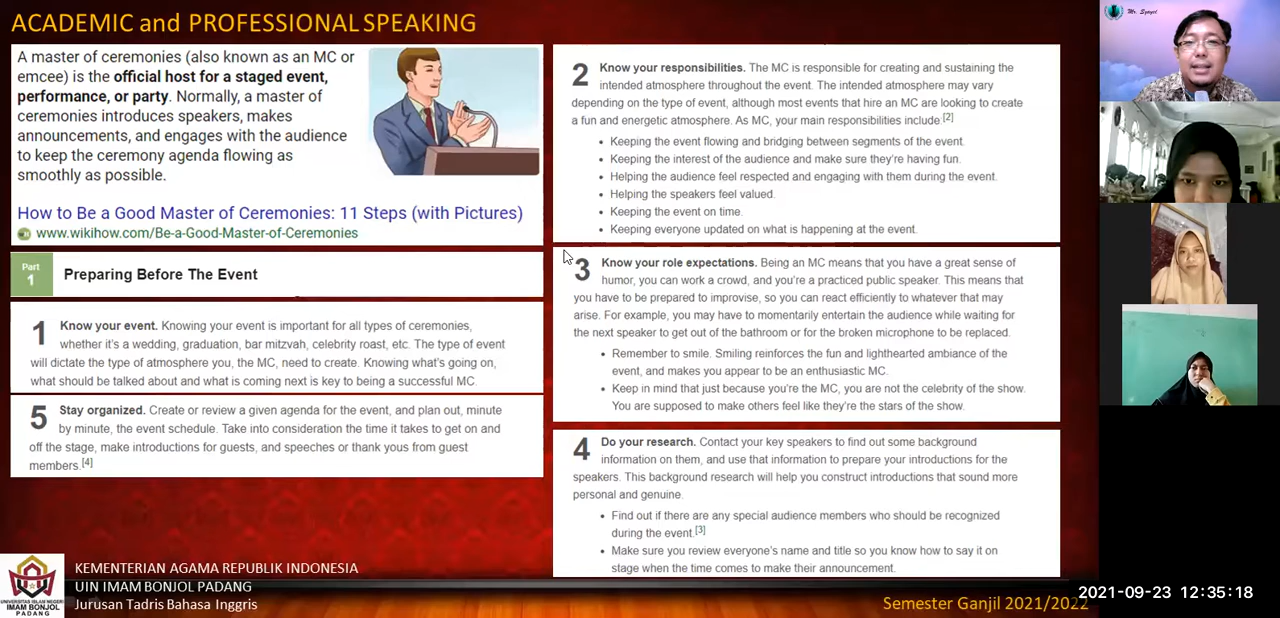 ACADEMIC and PROFESSIONAL SPEAKING
A master of ceremonies (also known as an MC or
emcee) is the official host for a staged event,
performance, or party. Normally, a master of
ceremonies introduces speakers, makes
announcements, and engages with the audience
to keep the ceremony agenda flowing as
smoothly as possible.
How to Be a Good Master of Ceremonies: 11 Steps (with Pictures)
www.wikihow.com/Be-a-Good-Master-of-Ceremonies
Part
1
Preparing Before The Event
1 Know your event. Knowing your event is important for all types of ceremonies,
whether it's a wedding, graduation, bar mitzvah, celebrity roast, etc. The type of event
will dictate the type of atmosphere you, the MC, need to create. Knowing what's going on,
what should be talked about and what is coming next is key to being a successful MC.
5 Stay organized. Create or review a given agenda for the event, and plan out, minute
by minute, the event schedule. Take into consideration the time it takes to get on and
off the stage, make introductions for guests, and speeches or thank yous from guest
members.[4]
2 Know your responsibilities. The MC is responsible for creating and sustaining the
intended atmosphere throughout the event. The intended atmosphere may vary
depending on the type of event, although most events that hire an MC are looking to create
a fun and energetic atmosphere. As MC, your main responsibilities include:[2]
• Keeping the event flowing and bridging between segments of the event.
• Keeping the interest of the audience and make sure they're having fun.
• Helping the audience feel respected and engaging with them during the event.
• Helping the speakers feel valued.
• Keeping the event on time.
• Keeping everyone updated on what is happening at the event.
3 Know your role expectations. Being an MC means that you have a great sense of
humor, you can work a crowd, and you're a practiced public speaker. This means that
you have to be prepared to improvise, so you can react efficiently to whatever that may
arise. For example, you may have to momentarily entertain the audience while waiting for
the next speaker to get out of the bathroom or for the broken microphone to be replaced.
• Remember to smile. Smiling reinforces the fun and lighthearted ambiance of the
event, and makes you appear to be an enthusiastic MC.
• Keep in mind that just because you're the MC, you are not the celebrity of the show.
You are supposed to make others feel like they're the stars of the show.
4 Do your research. Contact your key speakers to find out some background
information on them, and use that information to prepare your introductions for the
speakers. This background research will help you construct introductions that sound more
personal and genuine.
• Find out if there are any special audience members who should be recognized
during the event.[3]
• Make sure you review everyone's name and title so you know how to say it on
stage when the time comes to make their announcement.
UNIVERSITAS ISLAM NEGERI
IMAM BONJOL
PADANG
KEMENTERIAN AGAMA REPUBLIK INDONESIA
UIN IMAM BONJOL PADANG
Jurusan Tadris Bahasa Inggris
Semester Ganjil 2021/2022
2021-09-23 12:35:18